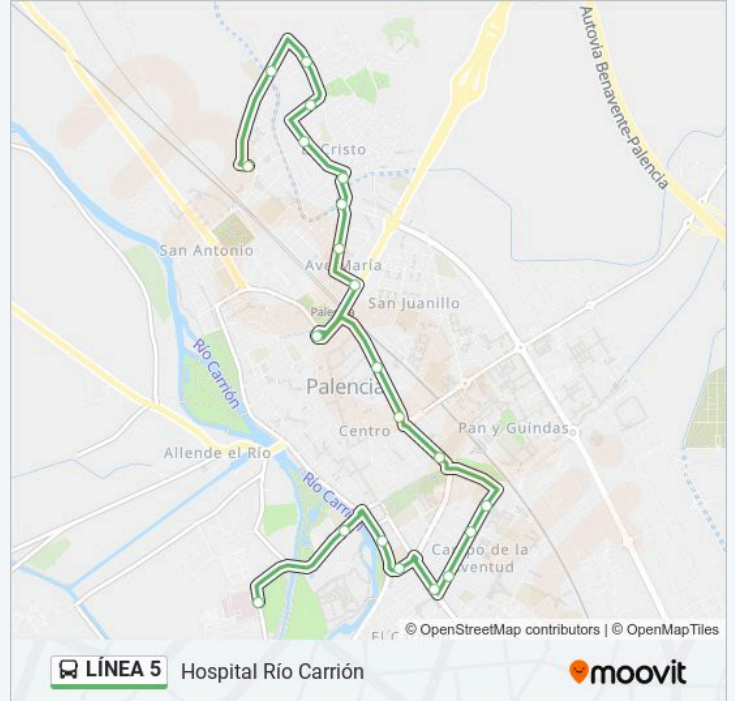 Autovía Benavente-Palencia
El Cristo
San Antonio
Ave María
San Juanillo
Palencia
Río Carrión
Palencia
Centro
Pan y Guindas
Allende el Río
Río Carrión
Campo de la
Juventud
© OpenStreetMap contributors | © OpenMapTiles
LÍNEA 5
Hospital Río Carrión
moovit